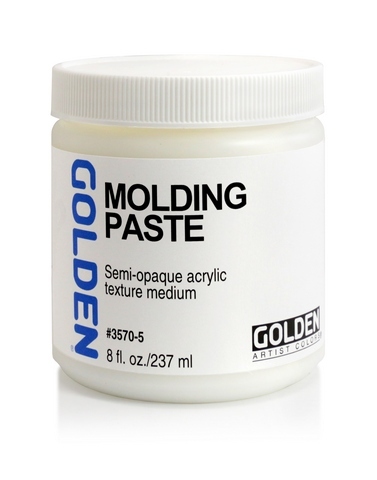 GOLDEN
MOLDING
PASTE
Semi-opaque acrylic
texture medium
#3570-5
8 fl. oz./237 ml
GOLDEN
ARTIST COLORS